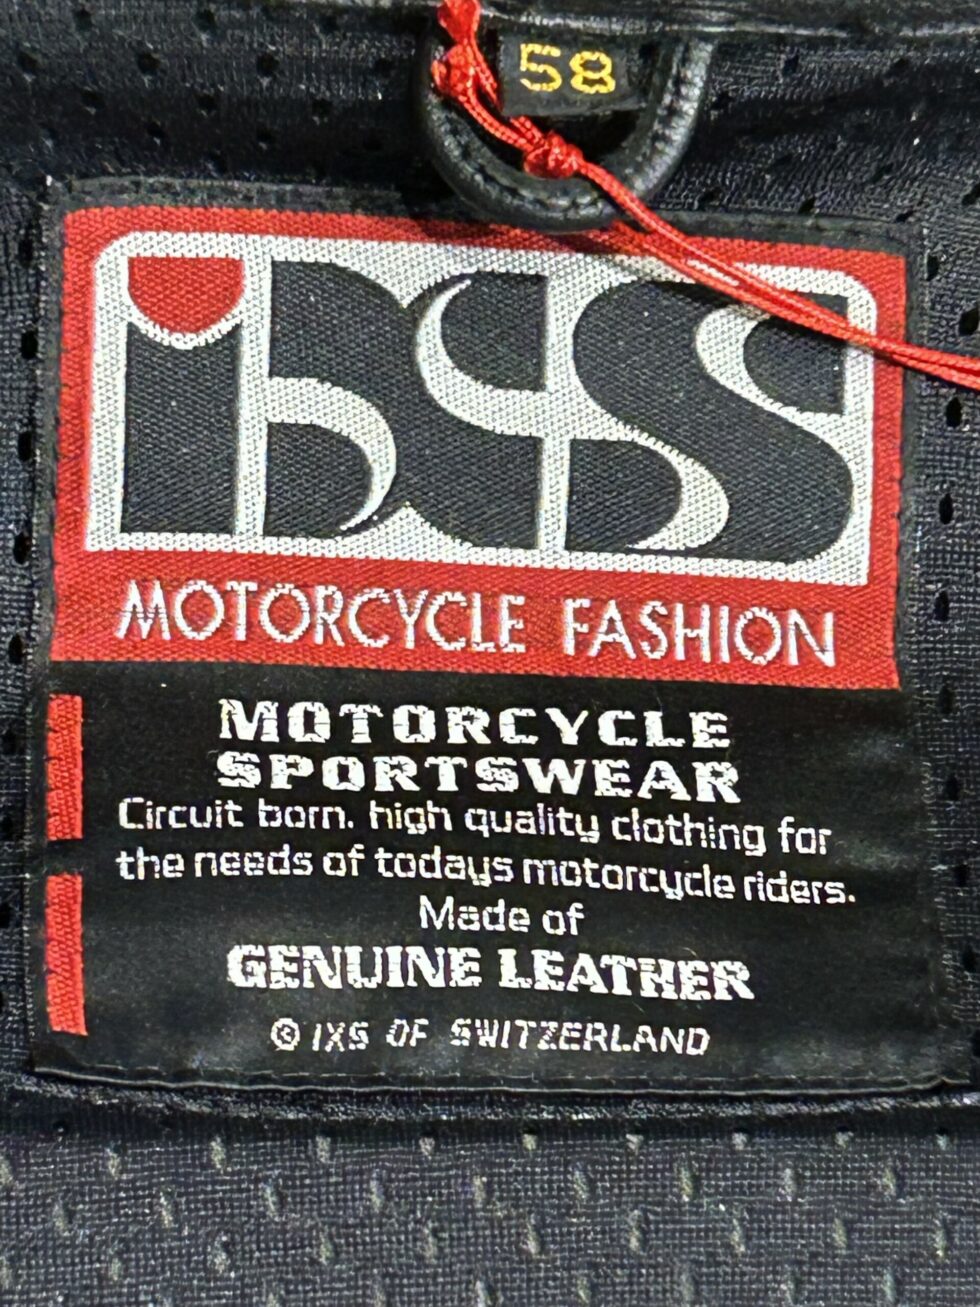 58
iXS
MOTORCYCLE FASHION
MOTORCYCLE
SPORTSWEAR
Circuit born. high quality clothing for
the needs of todays motorcycle riders.
Made of
GENUINE LEATHER
© IXS OF SWITZERLAND